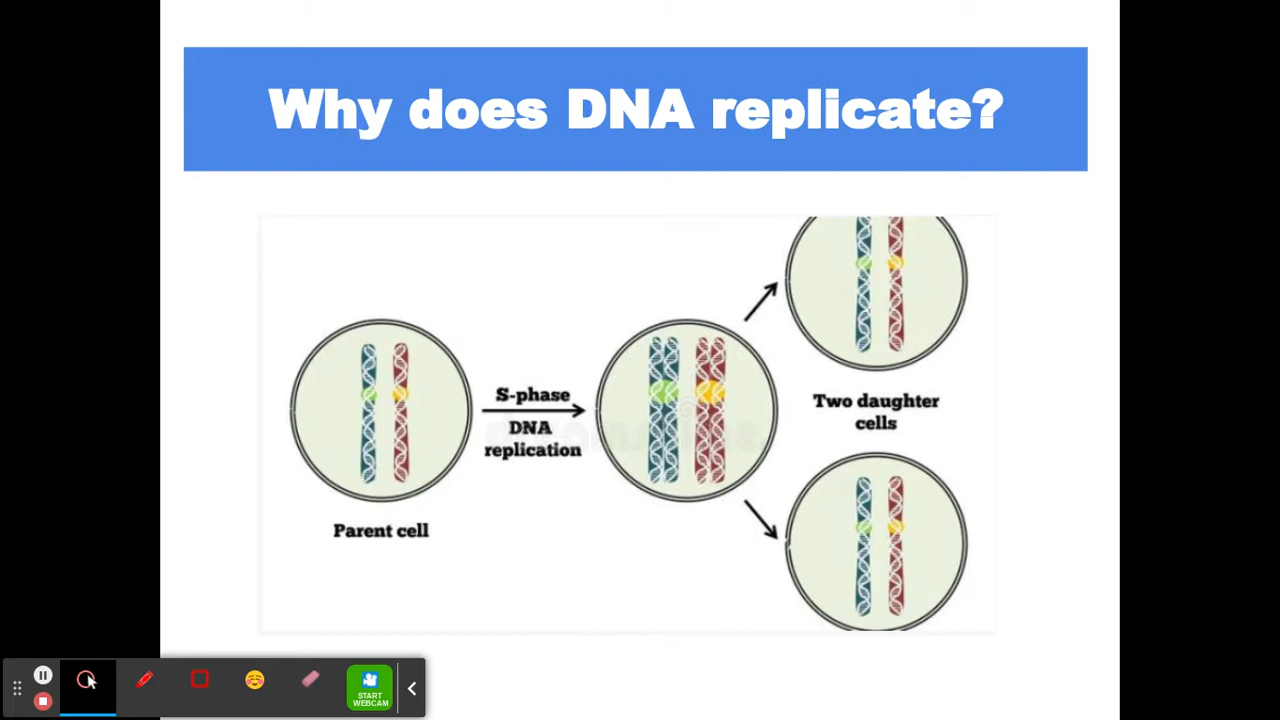 Why does DNA replicate?
S-phase
DNA
replication
Parent cell
Two daughter
cells
START
WEBCAM